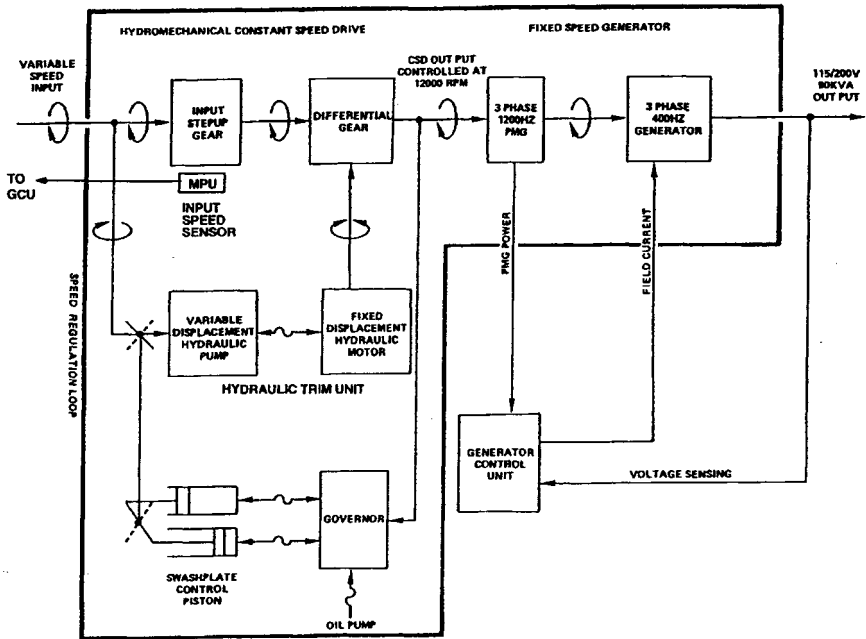 HYDROMECHANICAL CONSTANT SPEED DRIVE
FIXED SPEED GENERATOR
VARIABLE
SPEED
INPUT
INPUT
STEPUP
GEAR
DIFFERENTIAL
GEAR
CSD OUT PUT
CONTROLLED AT
12000 RPM
3 PHASE
1200HZ
PMG
3 PHASE
400HZ
GENERATOR
115/200V
90KVA
OUT PUT
TO
GCU
MPU
INPUT
SPEED
SENSOR
SPEED REGULATION LOOP
VARIABLE
DISPLACEMENT
HYDRAULIC
PUMP
FIXED
DISPLACEMENT
HYDRAULIC
MOTOR
HYDRAULIC TRIM UNIT
PMG POWER
FIELD CURRENT
GENERATOR
CONTROL
UNIT
VOLTAGE SENSING
GOVERNOR
SWASHPLATE
CONTROL
PISTON
OIL PUMP